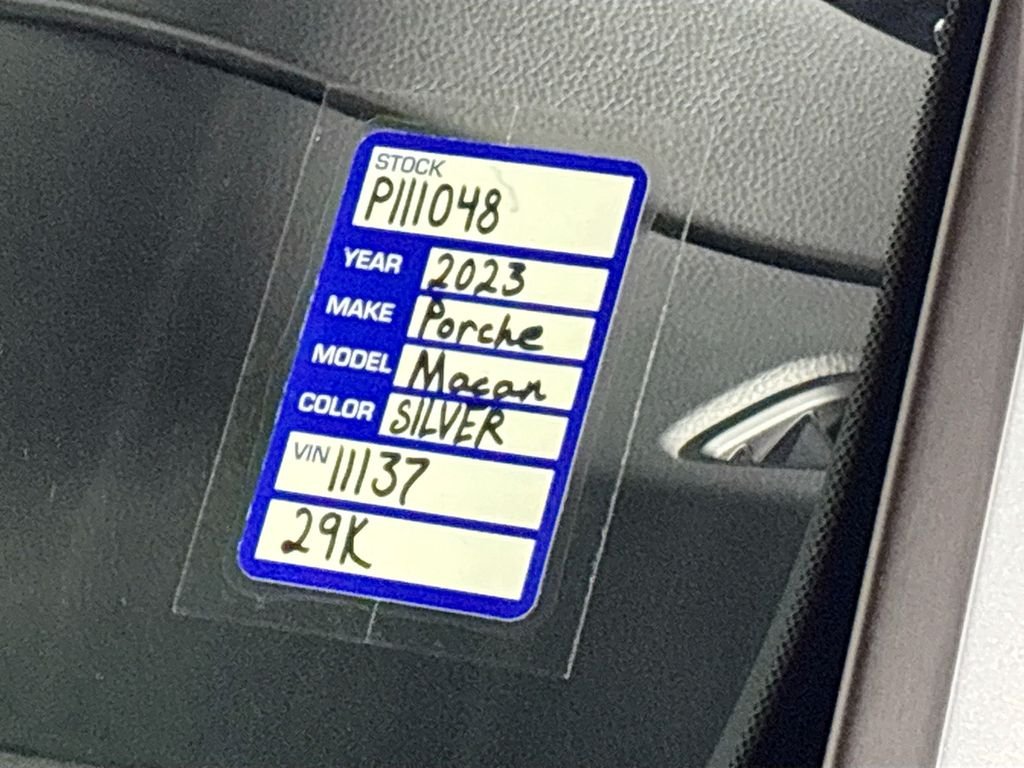 STOCK
P111048
YEAR 2023
MAKE Porche
MODEL Macan
COLOR SILVER
VIN 11137
29K